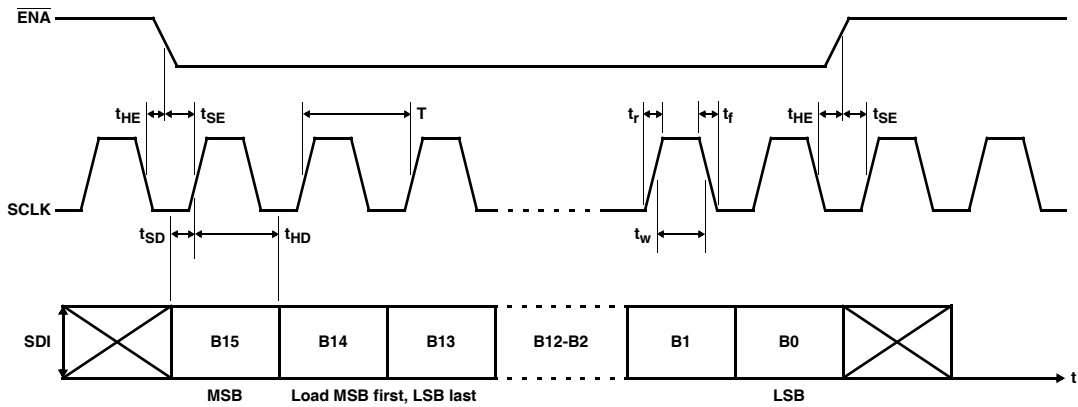 ENA
tHE tSE T tr tf tHE tSE
SCLK
tSD tHD tw
SDI B15 B14 B13 B12-B2 B1 B0 t
MSB Load MSB first, LSB last LSB